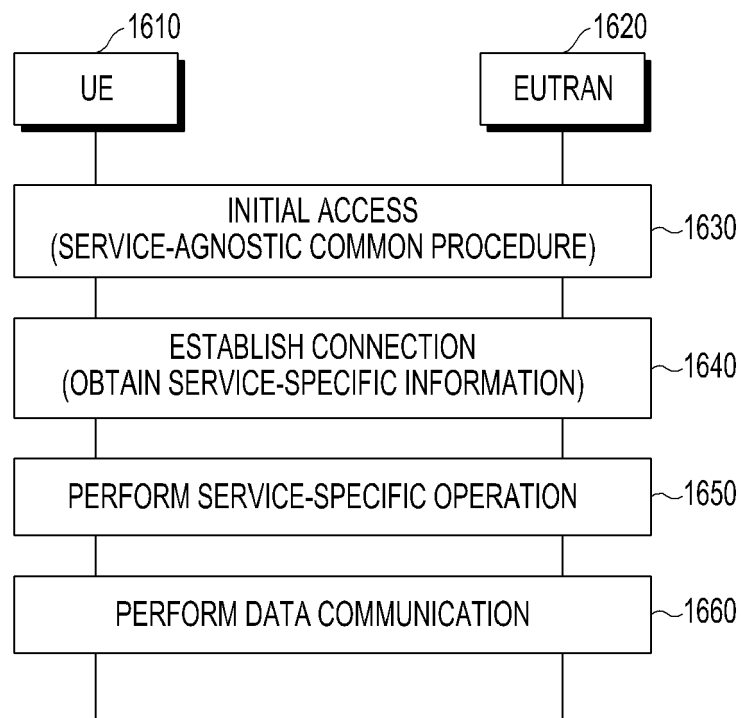 1610
1620
UE
EUTRAN
INITIAL ACCESS
(SERVICE-AGNOSTIC COMMON PROCEDURE)
1630
ESTABLISH CONNECTION
(OBTAIN SERVICE-SPECIFIC INFORMATION)
1640
PERFORM SERVICE-SPECIFIC OPERATION
1650
PERFORM DATA COMMUNICATION
1660